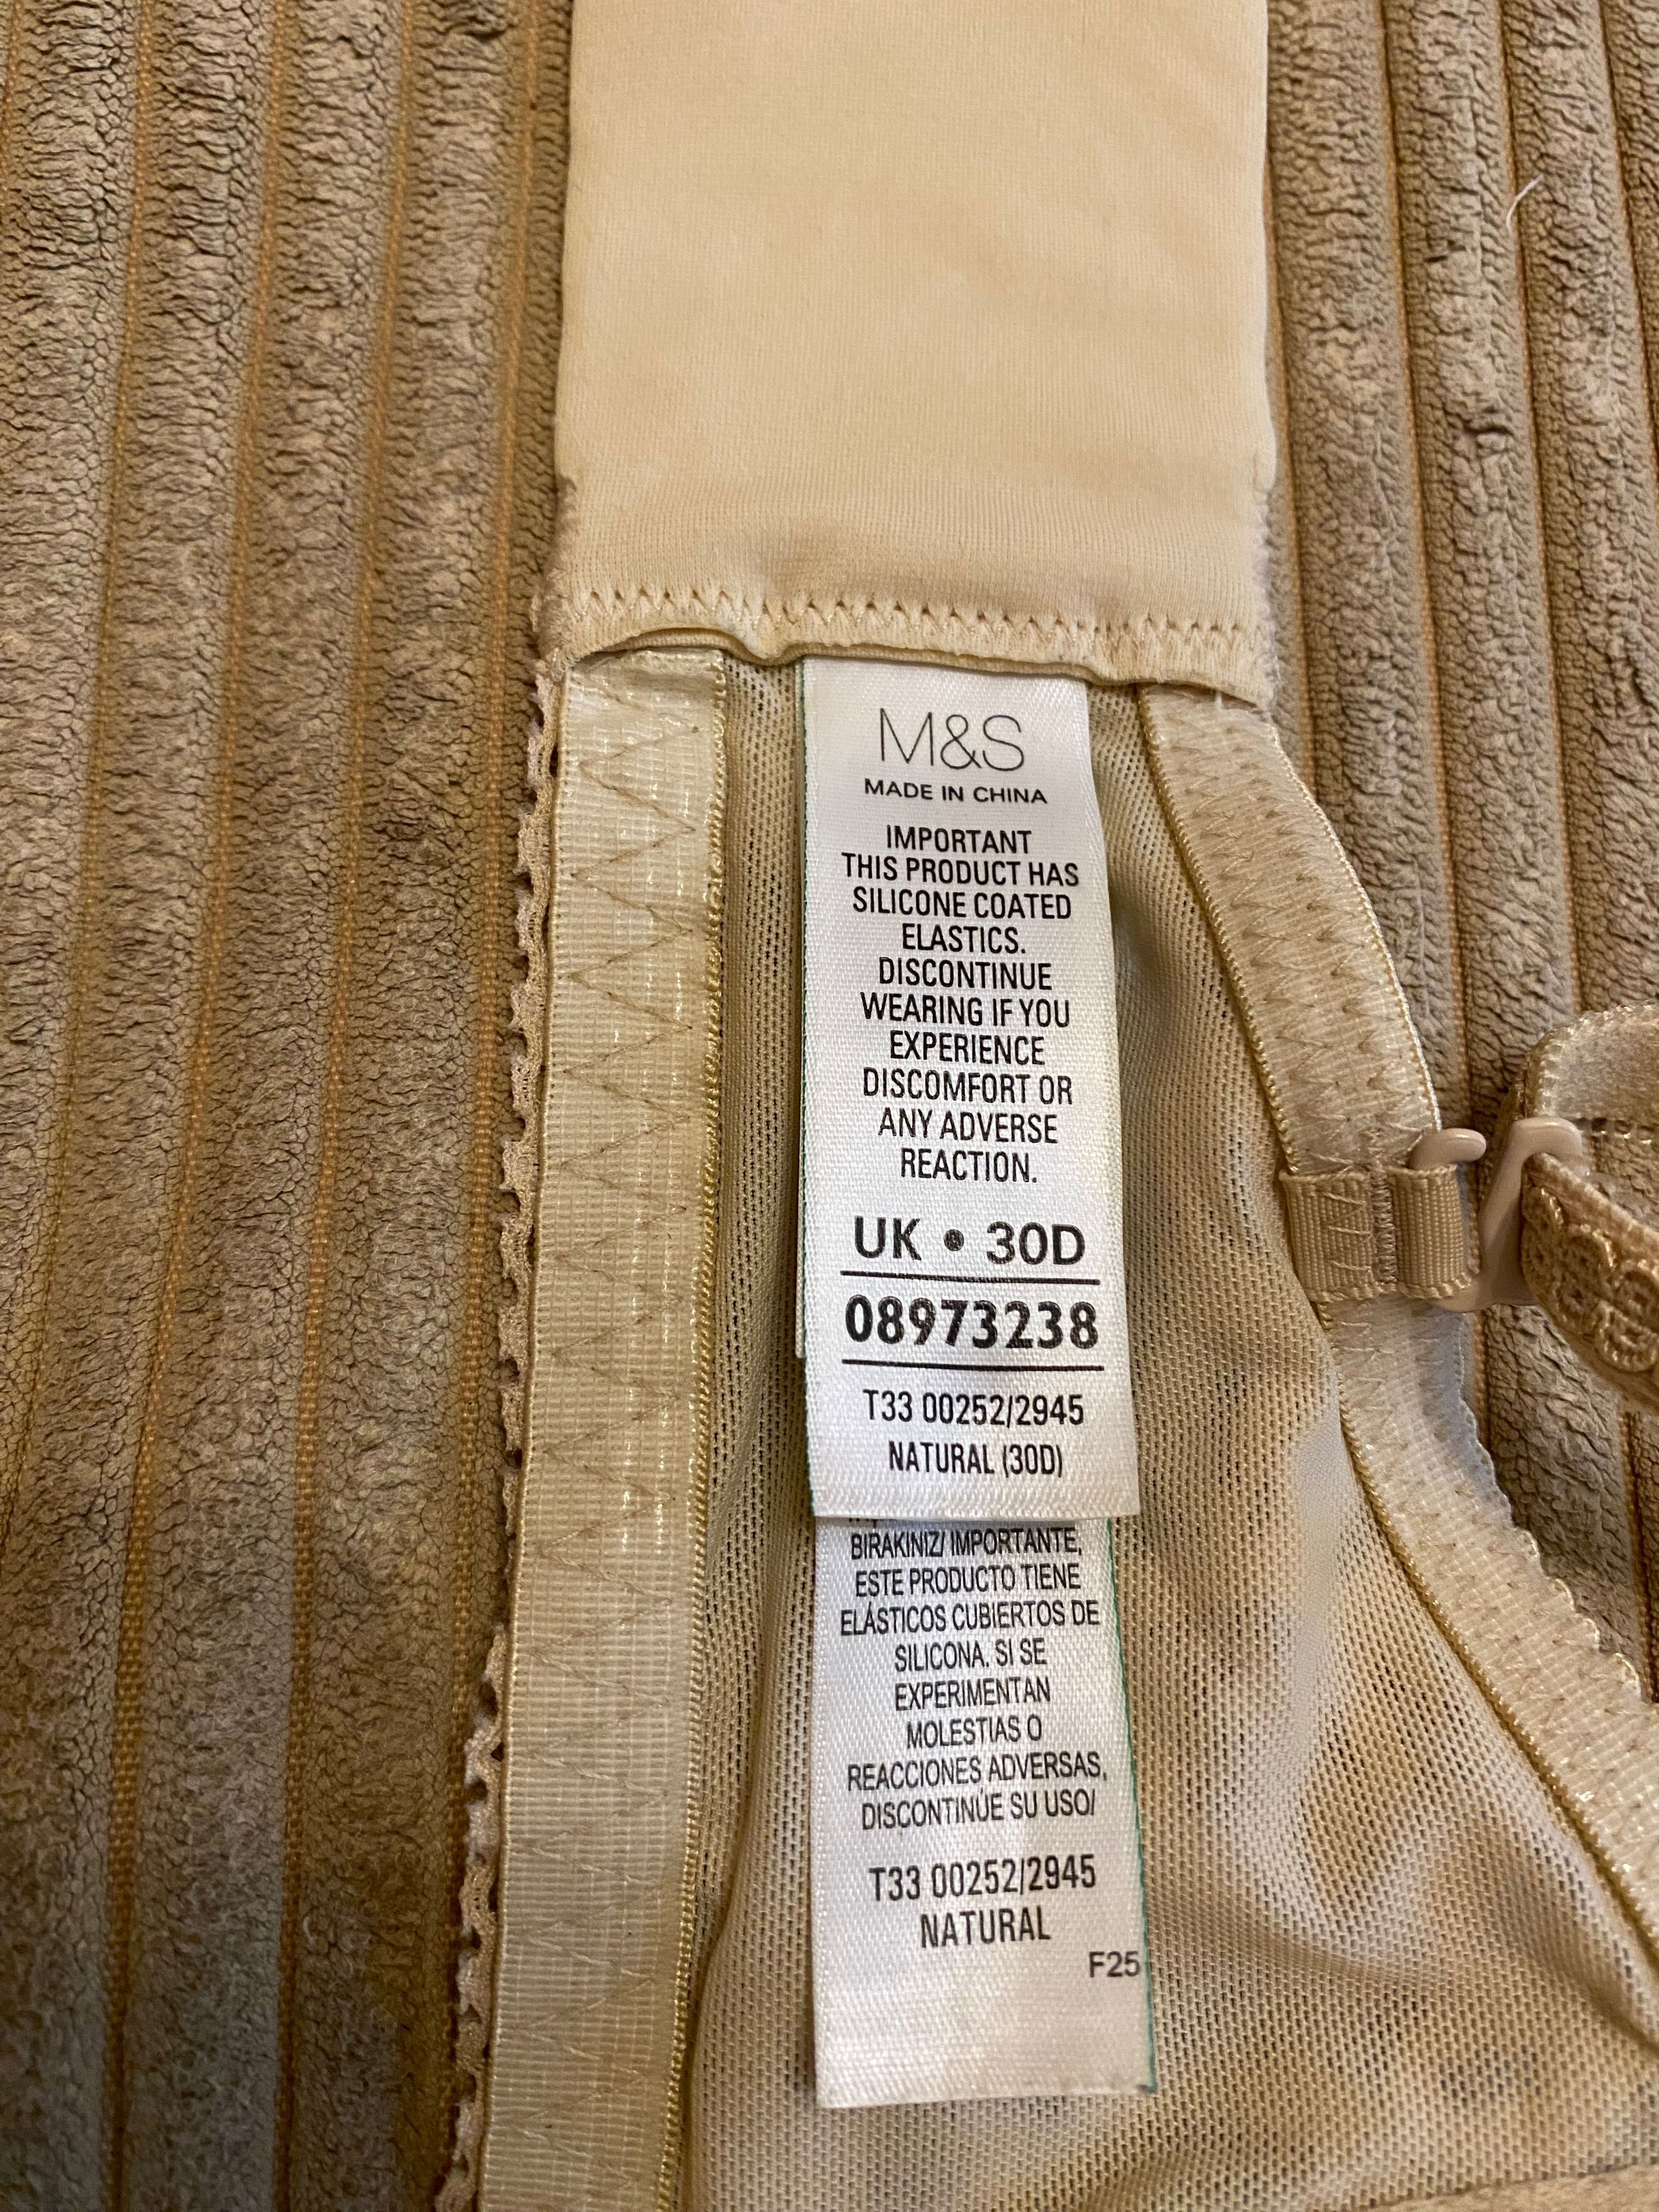 M&S
MADE IN CHINA
IMPORTANT
THIS PRODUCT HAS
SILICONE COATED
ELASTICS.
DISCONTINUE
WEARING IF YOU
EXPERIENCE
DISCOMFORT OR
ANY ADVERSE
REACTION.
UK • 30D
08973238
T33 00252/2945
NATURAL (30D)
BIRAKINIZ/ IMPORTANTE,
ESTE PRODUCTO TIENE
ELÁSTICOS CUBIERTOS DE
SILICONA. SI SE
EXPERIMENTAN
MOLESTIAS O
REACCIONES ADVERSAS,
DISCONTINÚE SU USO/
T33 00252/2945
NATURAL
F25